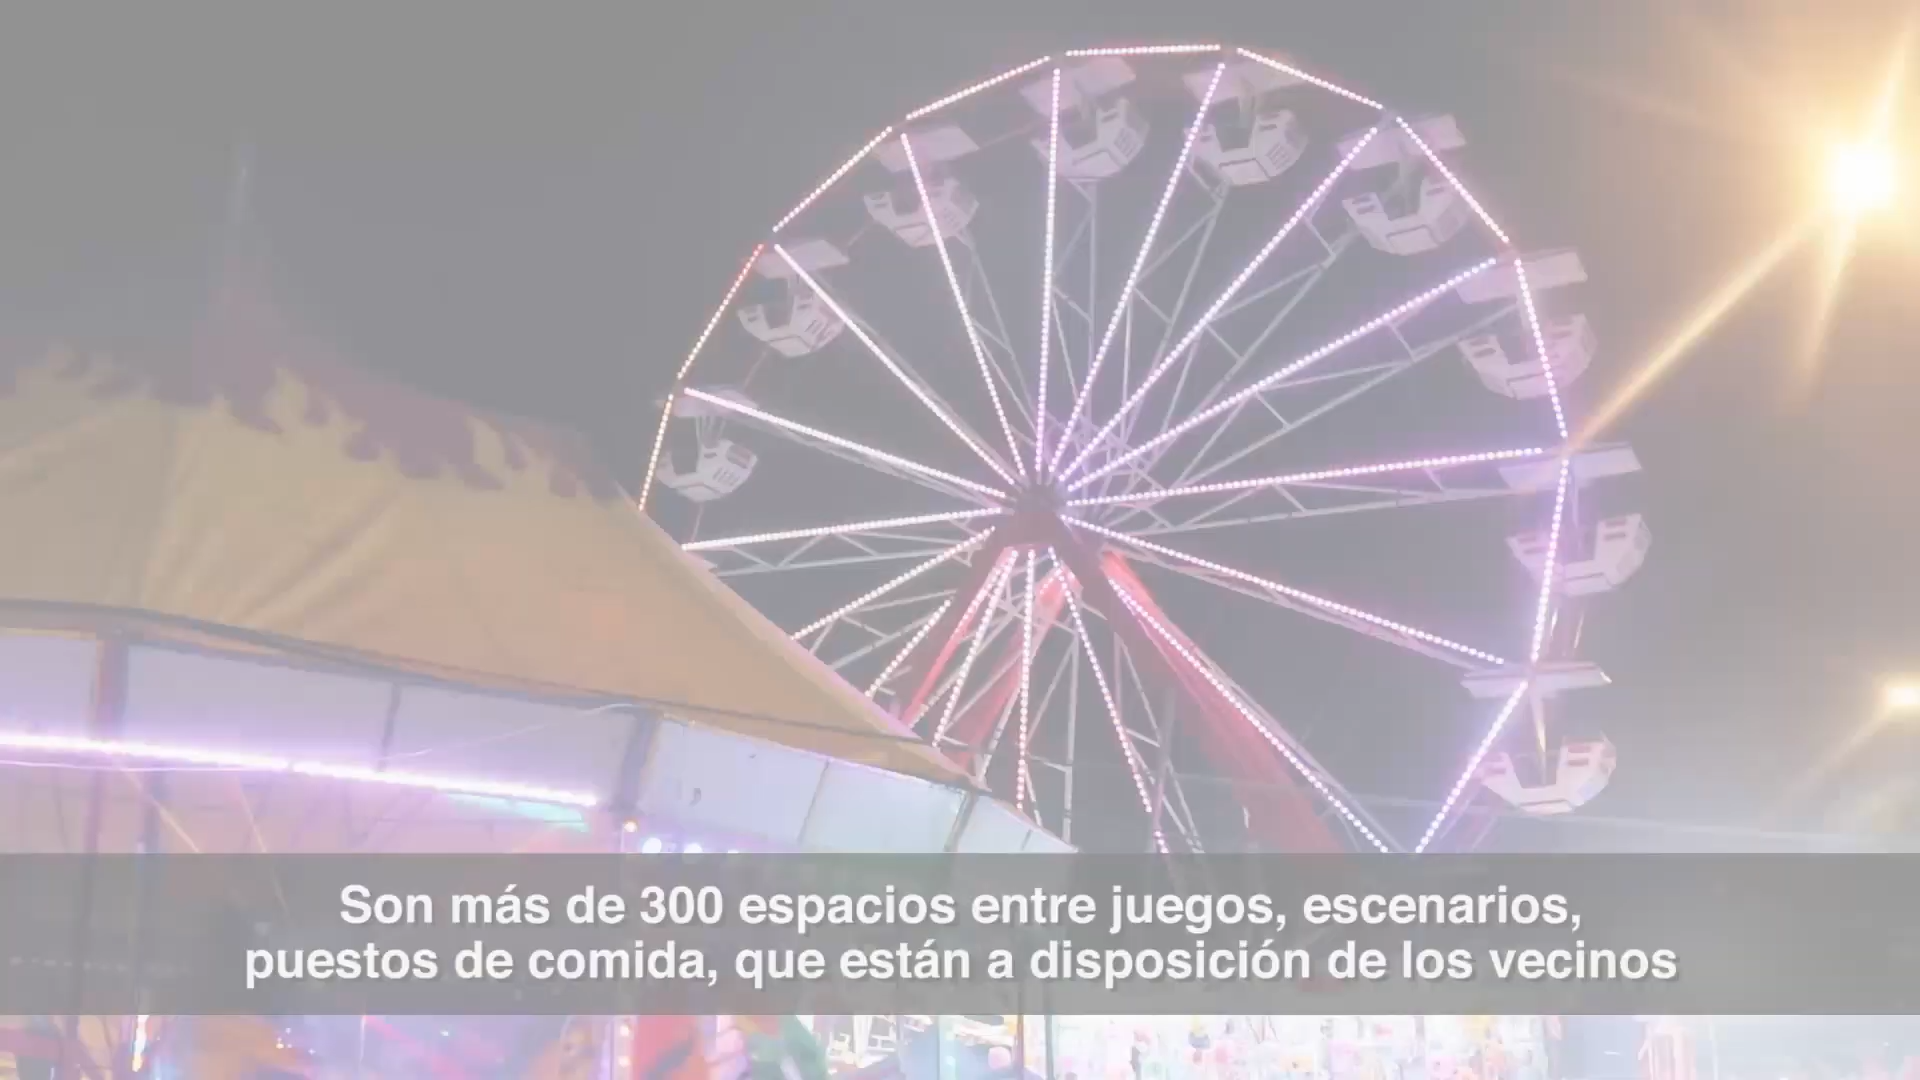 Son más de 300 espacios entre juegos, escenarios,
puestos de comida, que están a disposición de los vecinos